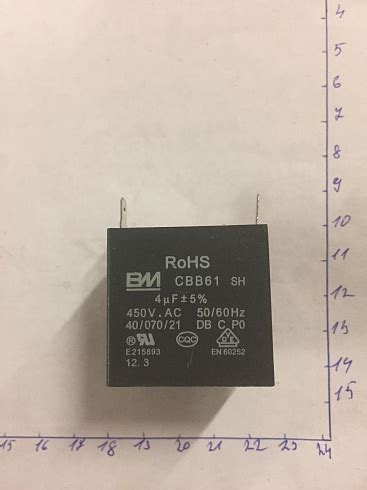 4
5
6
7
8
9
10
11
12
13
14
15
RoHS
BM CBB61 SH
4µF±5%
450V.AC 50/60Hz
40/070/21 DB C P0
E215893 CQC VDE EN 60252
12.3
15 16 17 18 19 20 21 22 23 24